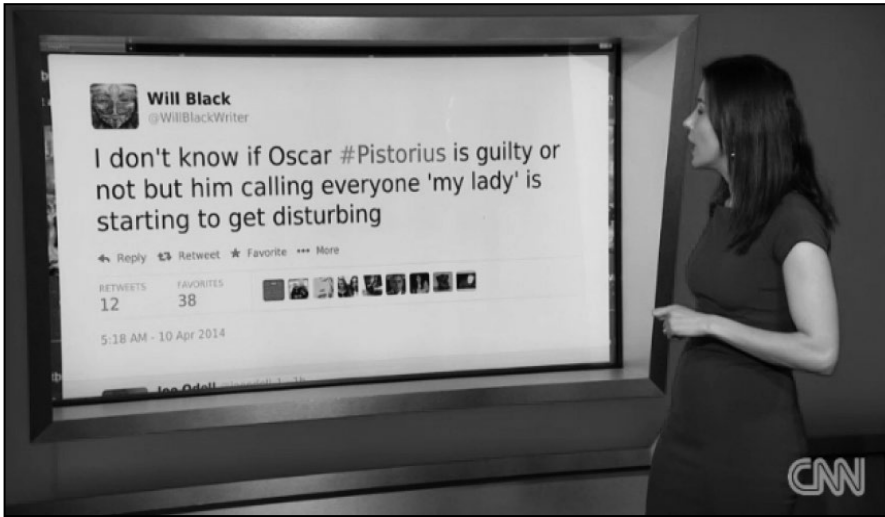 Will Black
@WillBlackWriter
I don't know if Oscar #Pistorius is guilty or
not but him calling everyone 'my lady' is
starting to get disturbing
Reply Retweet Favorite More
RETWEETS FAVORITES
12 38
5:18 AM - 10 Apr 2014
Joe Odell
CNN